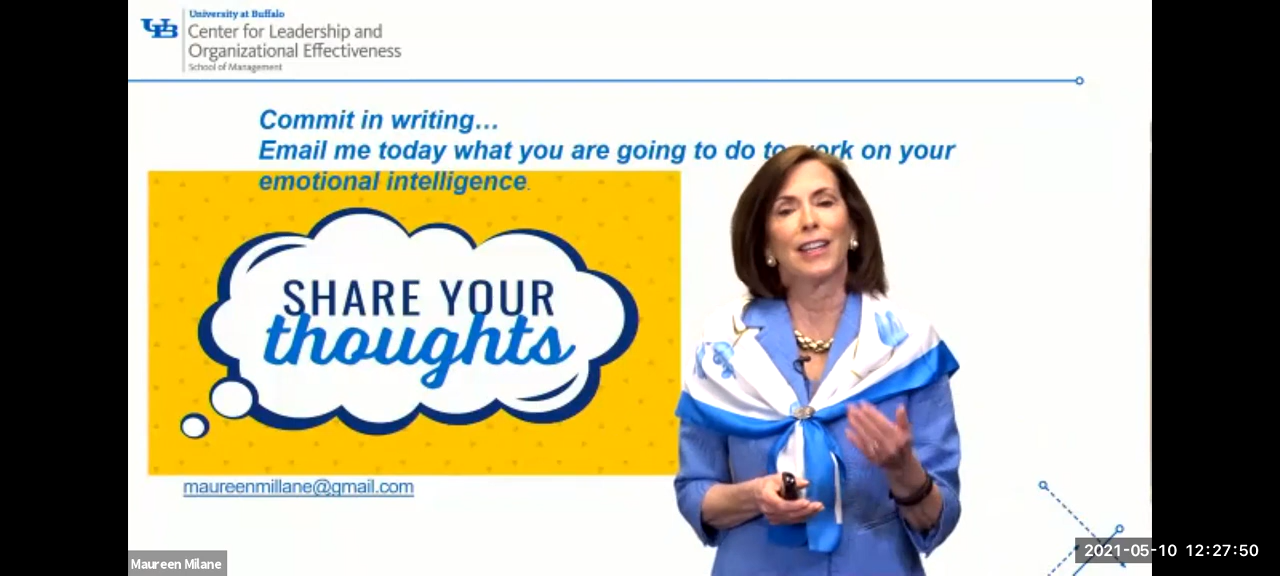 University at Buffalo
UB Center for Leadership and
Organizational Effectiveness
School of Management
Commit in writing…
Email me today what you are going to do to work on your
emotional intelligence.
SHARE YOUR
thoughts
maureenmillane@gmail.com
Maureen Milane
2021-05-10 12:27:50